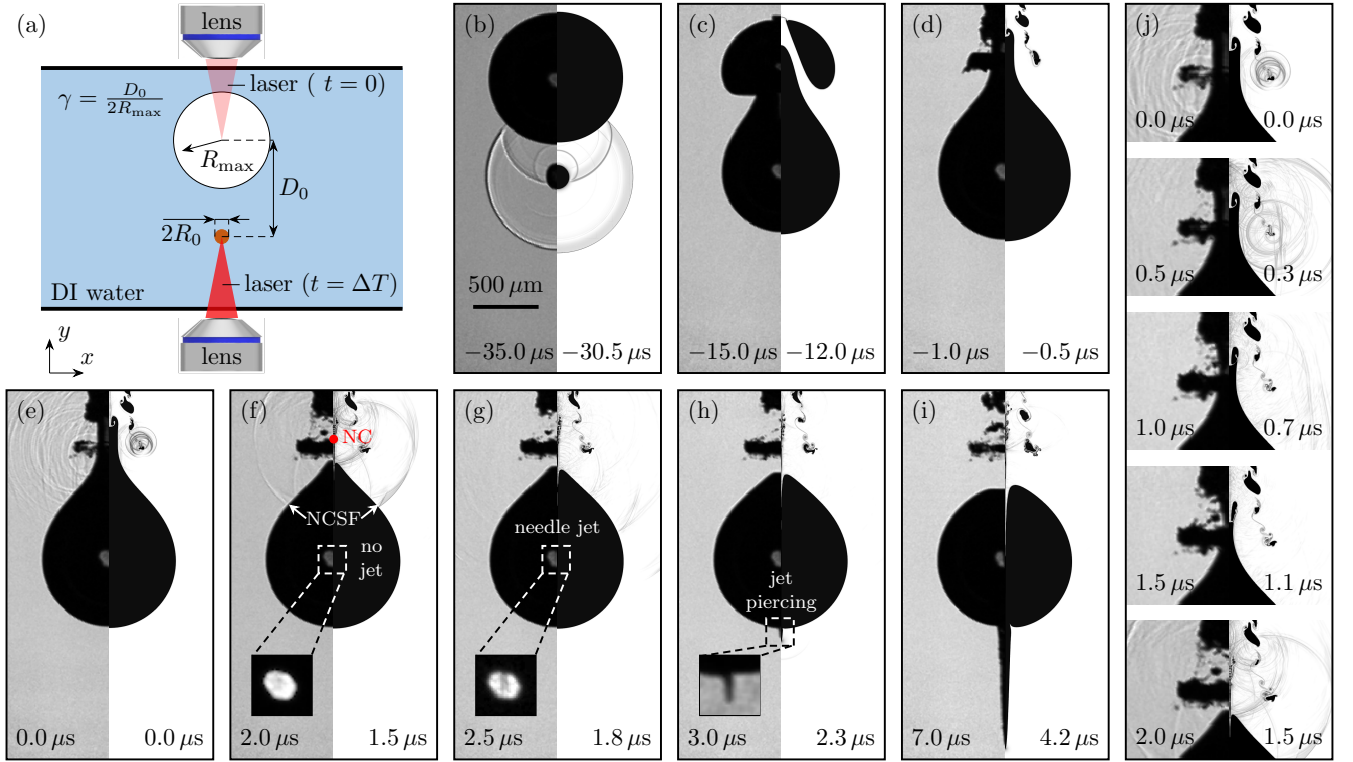 (a)
lens
laser ( t = 0)
γ = D₀ / 2R_max
R_max
D₀
2R₀
laser (t = ΔT)
DI water
y
x
lens
(b)
500 μm
−35.0 μs
−30.5 μs
(c)
−15.0 μs
−12.0 μs
(d)
−1.0 μs
−0.5 μs
(e)
0.0 μs
0.0 μs
(f)
NC
NCSF
no
jet
2.0 μs
1.5 μs
(g)
needle jet
2.5 μs
1.8 μs
(h)
jet
piercing
3.0 μs
2.3 μs
(i)
7.0 μs
4.2 μs
(j)
0.0 μs
0.0 μs
0.5 μs
0.3 μs
1.0 μs
0.7 μs
1.5 μs
1.1 μs
2.0 μs
1.5 μs